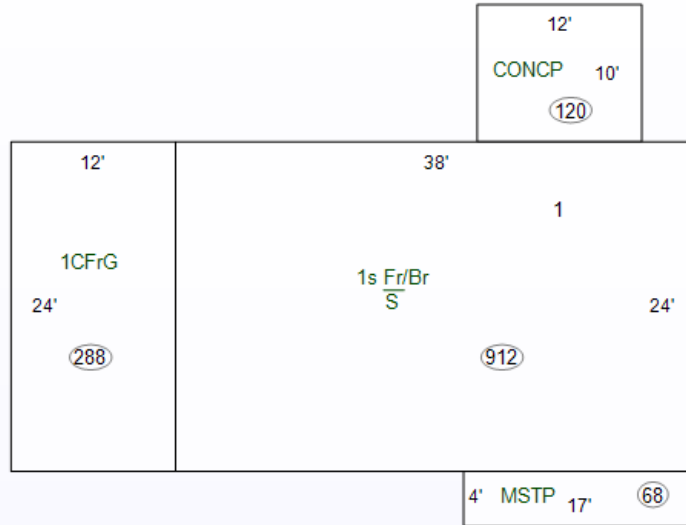 12'
CONCP 10'
120
12'
38'
1
1CFrG
1s Fr/Br
S
24'
24'
288
912
4' MSTP 17' 68